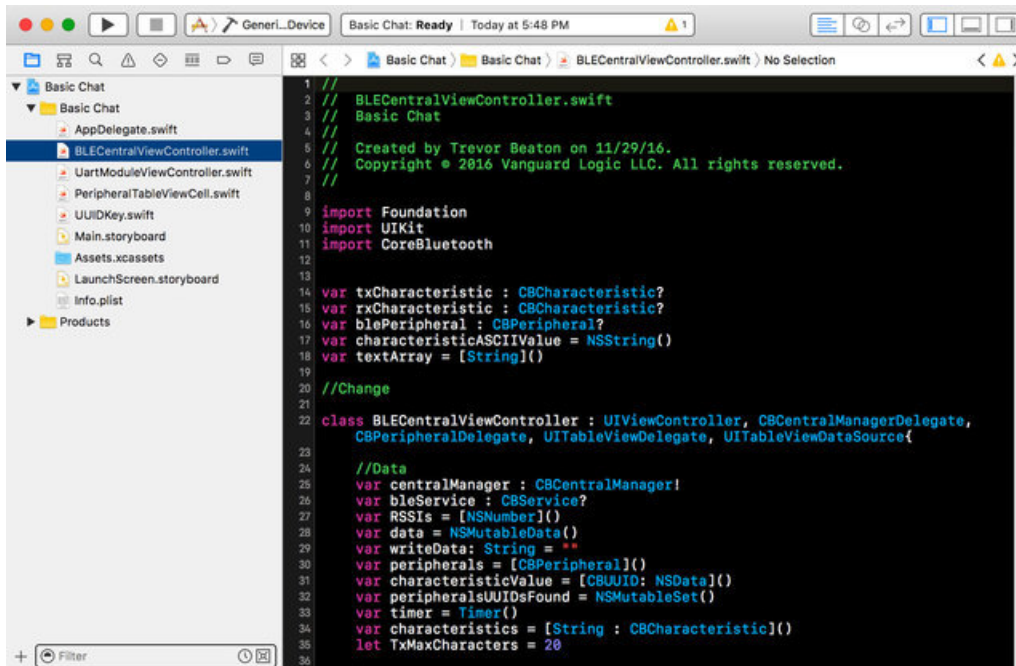 Generi...Device
Basic Chat: Ready | Today at 5:48 PM
1
Basic Chat
Basic Chat
AppDelegate.swift
BLECentralViewController.swift
UartModuleViewController.swift
PeripheralTableViewCell.swift
UUIDKey.swift
Main.storyboard
Assets.xcassets
LaunchScreen.storyboard
Info.plist
Products
Filter
Basic Chat
Basic Chat
BLECentralViewController.swift
No Selection
1 //
2 //  BLECentralViewController.swift
3 //  Basic Chat
4 //
5 //  Created by Trevor Beaton on 11/29/16.
6 //  Copyright © 2016 Vanguard Logic LLC. All rights reserved.
7 //
8
9 import Foundation
10 import UIKit
11 import CoreBluetooth
12
13
14 var txCharacteristic : CBCharacteristic?
15 var rxCharacteristic : CBCharacteristic?
16 var blePeripheral : CBPeripheral?
17 var characteristicASCIIValue = NSString()
18 var textArray = [String]()
19
20 //Change
21
22 class BLECentralViewController : UIViewController, CBCentralManagerDelegate,
CBPeripheralDelegate, UITableViewDelegate, UITableViewDataSource{
23
24     //Data
25     var centralManager : CBCentralManager!
26     var bleService : CBService?
27     var RSSIs = [NSNumber]()
28     var data = NSMutableData()
29     var writeData: String = ""
30     var peripherals = [CBPeripheral]()
31     var characteristicValue = [CBUUID: NSData]()
32     var peripheralsUUIDsFound = NSMutableSet()
33     var timer = Timer()
34     var characteristics = [String : CBCharacteristic]()
35     let TxMaxCharacters = 20
36